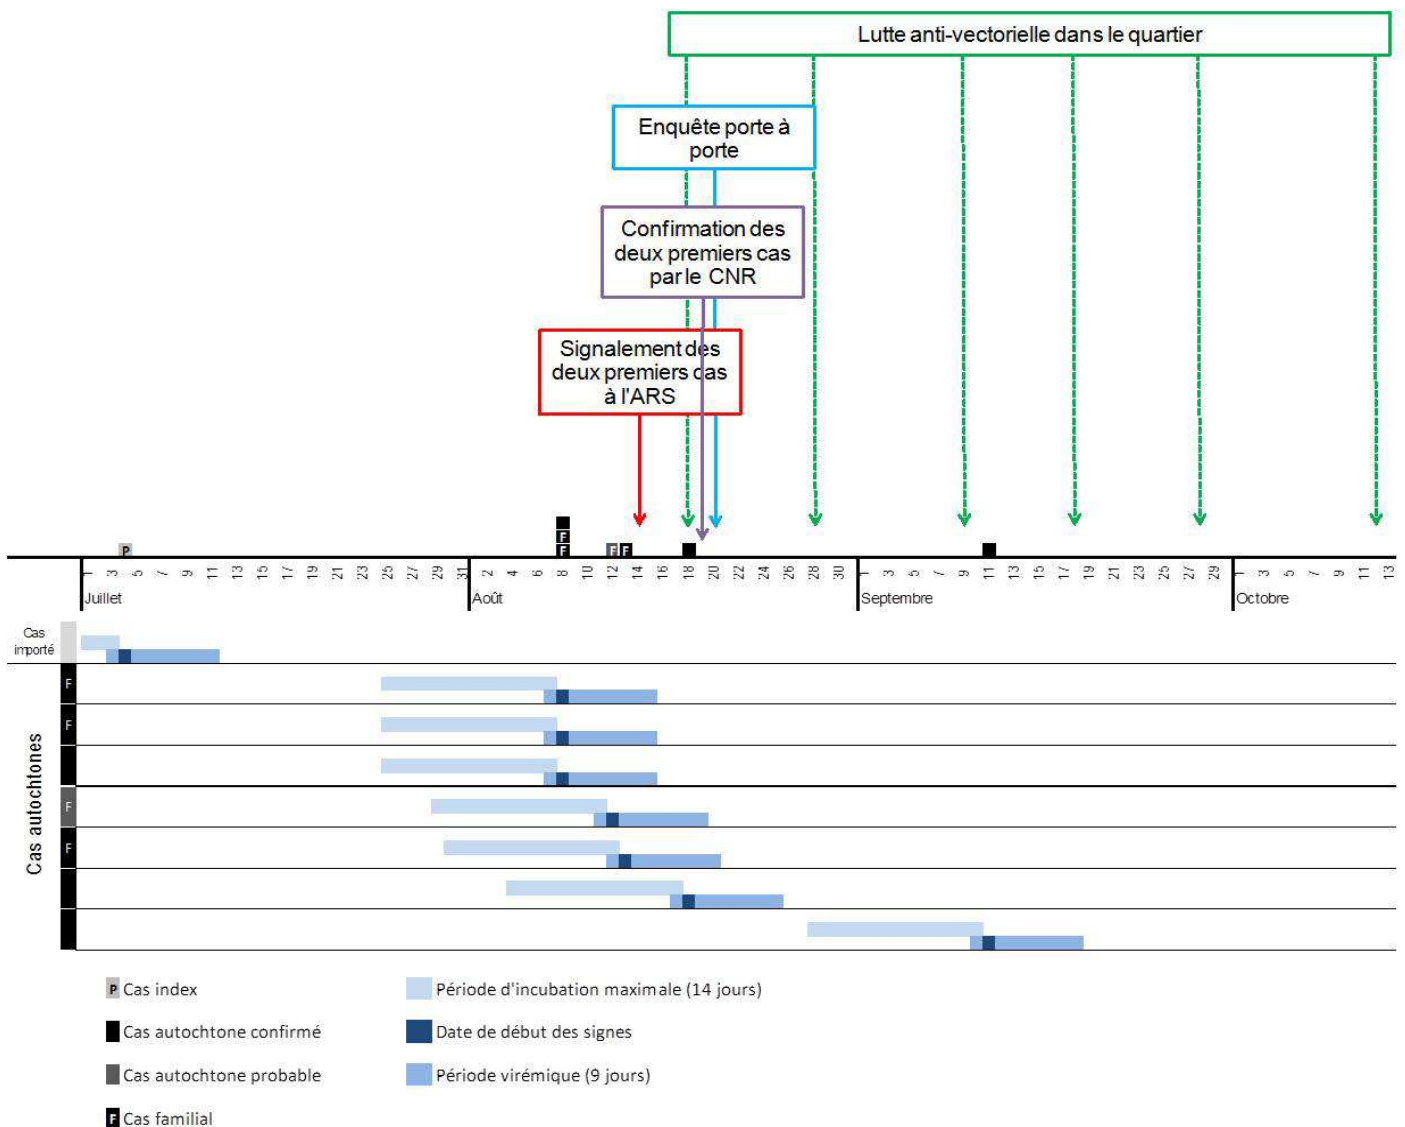 Lutte anti-vectorielle dans le quartier
Enquête porte à
porte
Confirmation des
deux premiers cas
par le CNR
Signalement des
deux premiers cas
à l'ARS
F
P F F F
1 3 5 7 9 11 13 15 17 19 21 23 25 27 29 31 2 4 6 8 10 12 14 16 18 20 22 24 26 28 30 1 3 5 7 9 11 13 15 17 19 21 23 25 27 29 1 3 5 7 9 11 13
Juillet Août Septembre Octobre
Cas
importé
Cas autochtones
F
F
F
F
P Cas index
Période d'incubation maximale (14 jours)
Cas autochtone confirmé
Date de début des signes
Cas autochtone probable
Période virémique (9 jours)
F Cas familial